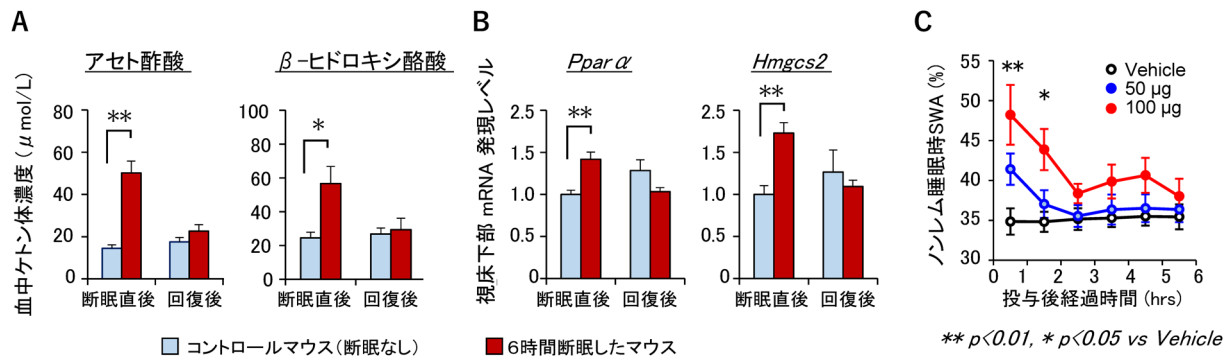 A
アセト酢酸
β-ヒドロキシ酪酸
血中ケトン体濃度(μmol/L)
80
60
40
20
0
**
断眠直後
回復後
100
80
60
40
20
0
*
断眠直後
回復後
B
Pparα
Hmgcs2
視床下部 mRNA 発現レベル
2.0
1.5
1.0
0.5
0
**
断眠直後
回復後
2.5
2.0
1.5
1.0
0.5
0
**
断眠直後
回復後
コントロールマウス(断眠なし)
6時間断眠したマウス
C
ノンレム睡眠時SWA (%)
55
50
45
40
35
30
**
*
Vehicle
50 μg
100 μg
0 1 2 3 4 5 6
投与後経過時間 (hrs)
** p<0.01, * p<0.05 vs Vehicle